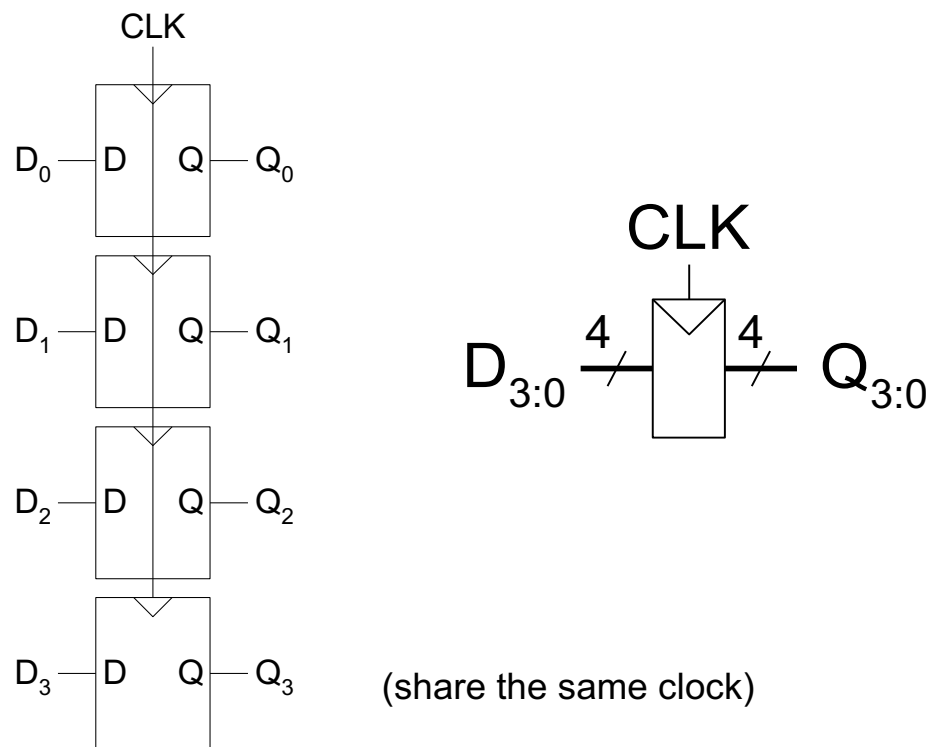 CLK
D₀ D Q Q₀
D₁ D Q Q₁
D₂ D Q Q₂
D₃ D Q Q₃
CLK
4 4
D₃:₀ Q₃:₀
(share the same clock)